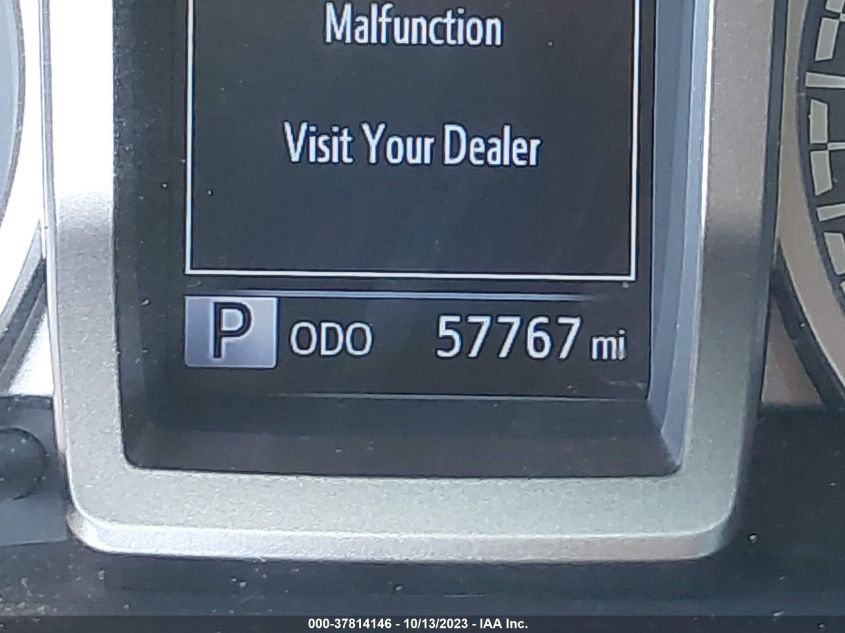 Malfunction
Visit Your Dealer
P ODO 57767 mi
000-37814146 - 10/13/2023 - IAA Inc.